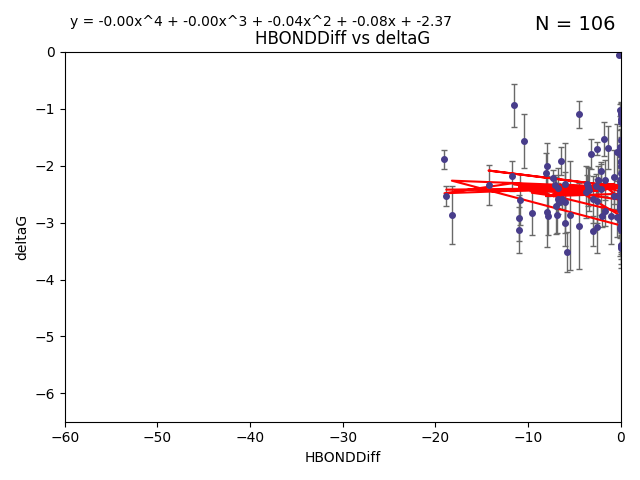 y = -0.00x^4 + -0.00x^3 + -0.04x^2 + -0.08x + -2.37
N = 106
HBONDDiff vs deltaG
0
−1
−2
−3
−4
−5
−6
deltaG
−60 −50 −40 −30 −20 −10 0
HBONDDiff